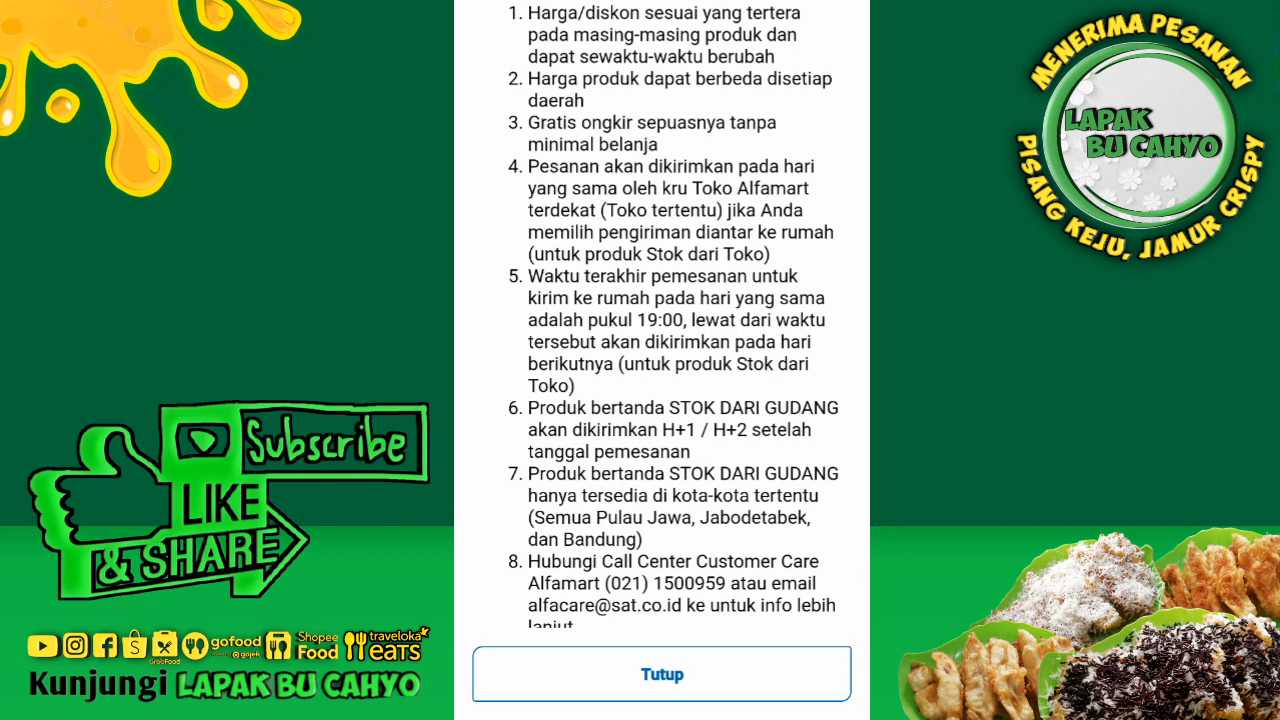 1. Harga/diskon sesuai yang tertera
pada masing-masing produk dan
dapat sewaktu-waktu berubah
2. Harga produk dapat berbeda disetiap
daerah
3. Gratis ongkir sepuasnya tanpa
minimal belanja
4. Pesanan akan dikirimkan pada hari
yang sama oleh kru Toko Alfamart
terdekat (Toko tertentu) jika Anda
memilih pengiriman diantar ke rumah
(untuk produk Stok dari Toko)
5. Waktu terakhir pemesanan untuk
kirim ke rumah pada hari yang sama
adalah pukul 19:00, lewat dari waktu
tersebut akan dikirimkan pada hari
berikutnya (untuk produk Stok dari
Toko)
6. Produk bertanda STOK DARI GUDANG
akan dikirimkan H+1 / H+2 setelah
tanggal pemesanan
7. Produk bertanda STOK DARI GUDANG
hanya tersedia di kota-kota tertentu
(Semua Pulau Jawa, Jabodetabek,
dan Bandung)
8. Hubungi Call Center Customer Care
Alfamart (021) 1500959 atau email
alfacare@sat.co.id ke untuk info lebih
lanjut
Tutup
MENERIMA PESANAN
LAPAK
BU CAHYO
PISANG KEJU, JAMUR CRISPY
Subscribe
LIKE
& SHARE
GrabFood
gofood
gojek
Shopee
Food
traveloka
EATS
Kunjungi LAPAK BU CAHYO